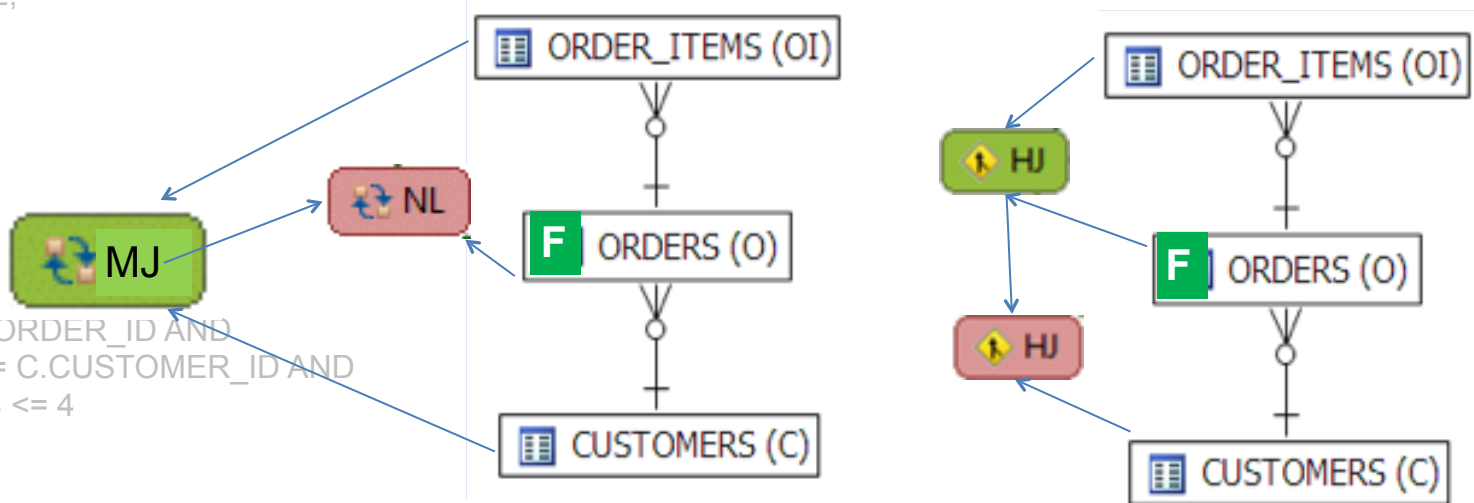 ORDER_ITEMS (OI)
NL
F ORDERS (O)
MJ
ORDER_ID AND
= C.CUSTOMER_ID AND
<= 4
CUSTOMERS (C)
ORDER_ITEMS (OI)
HJ
F ORDERS (O)
HJ
CUSTOMERS (C)